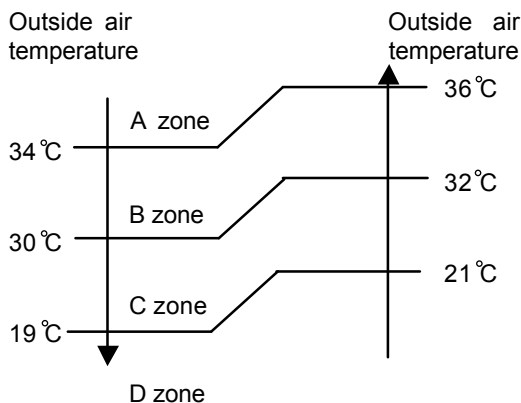 Outside air
temperature
Outside air
temperature
A zone
36℃
34℃
B zone
32℃
30℃
C zone
21℃
19℃
D zone